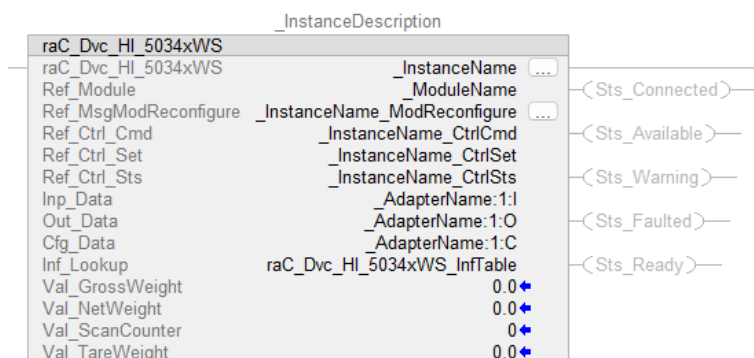 _InstanceDescription
raC_Dvc_HI_5034xWS
raC_Dvc_HI_5034xWS _InstanceName ...
Ref_Module _ModuleName (Sts_Connected)
Ref_MsgModReconfigure _InstanceName_ModReconfigure ...
Ref_Ctrl_Cmd _InstanceName_CtrlCmd (Sts_Available)
Ref_Ctrl_Set _InstanceName_CtrlSet
Ref_Ctrl_Sts _InstanceName_CtrlSts (Sts_Warning)
Inp_Data _AdapterName:1:I
Out_Data _AdapterName:1:O (Sts_Faulted)
Cfg_Data _AdapterName:1:C
Inf_Lookup raC_Dvc_HI_5034xWS_InfTable (Sts_Ready)
Val_GrossWeight 0.0
Val_NetWeight 0.0
Val_ScanCounter 0
Val_TareWeight 0.0